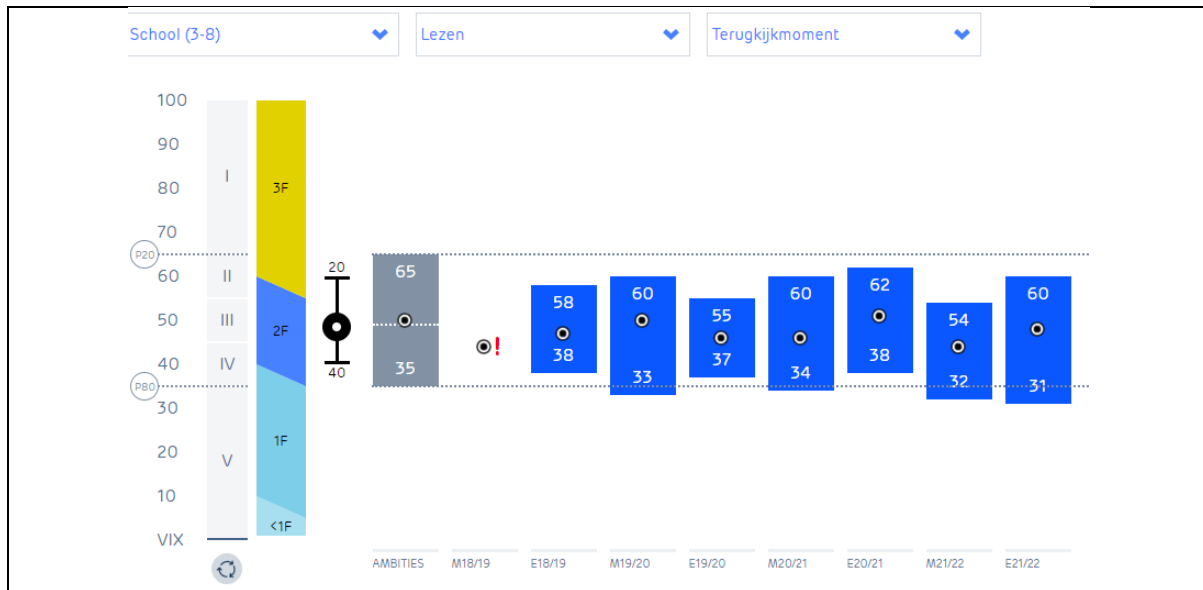 School (3-8) Lezen Terugkijkmoment
100
90
I
80 3F
70
P20
60 II 20 65 58 60 55 60 62 54 60
50 III 2F
40 IV 40 35 38 33 37 34 38 32 31
P80
30
1F
20 V
10
<1F
VIX
AMBITIES M18/19 E18/19 M19/20 E19/20 M20/21 E20/21 M21/22 E21/22
!